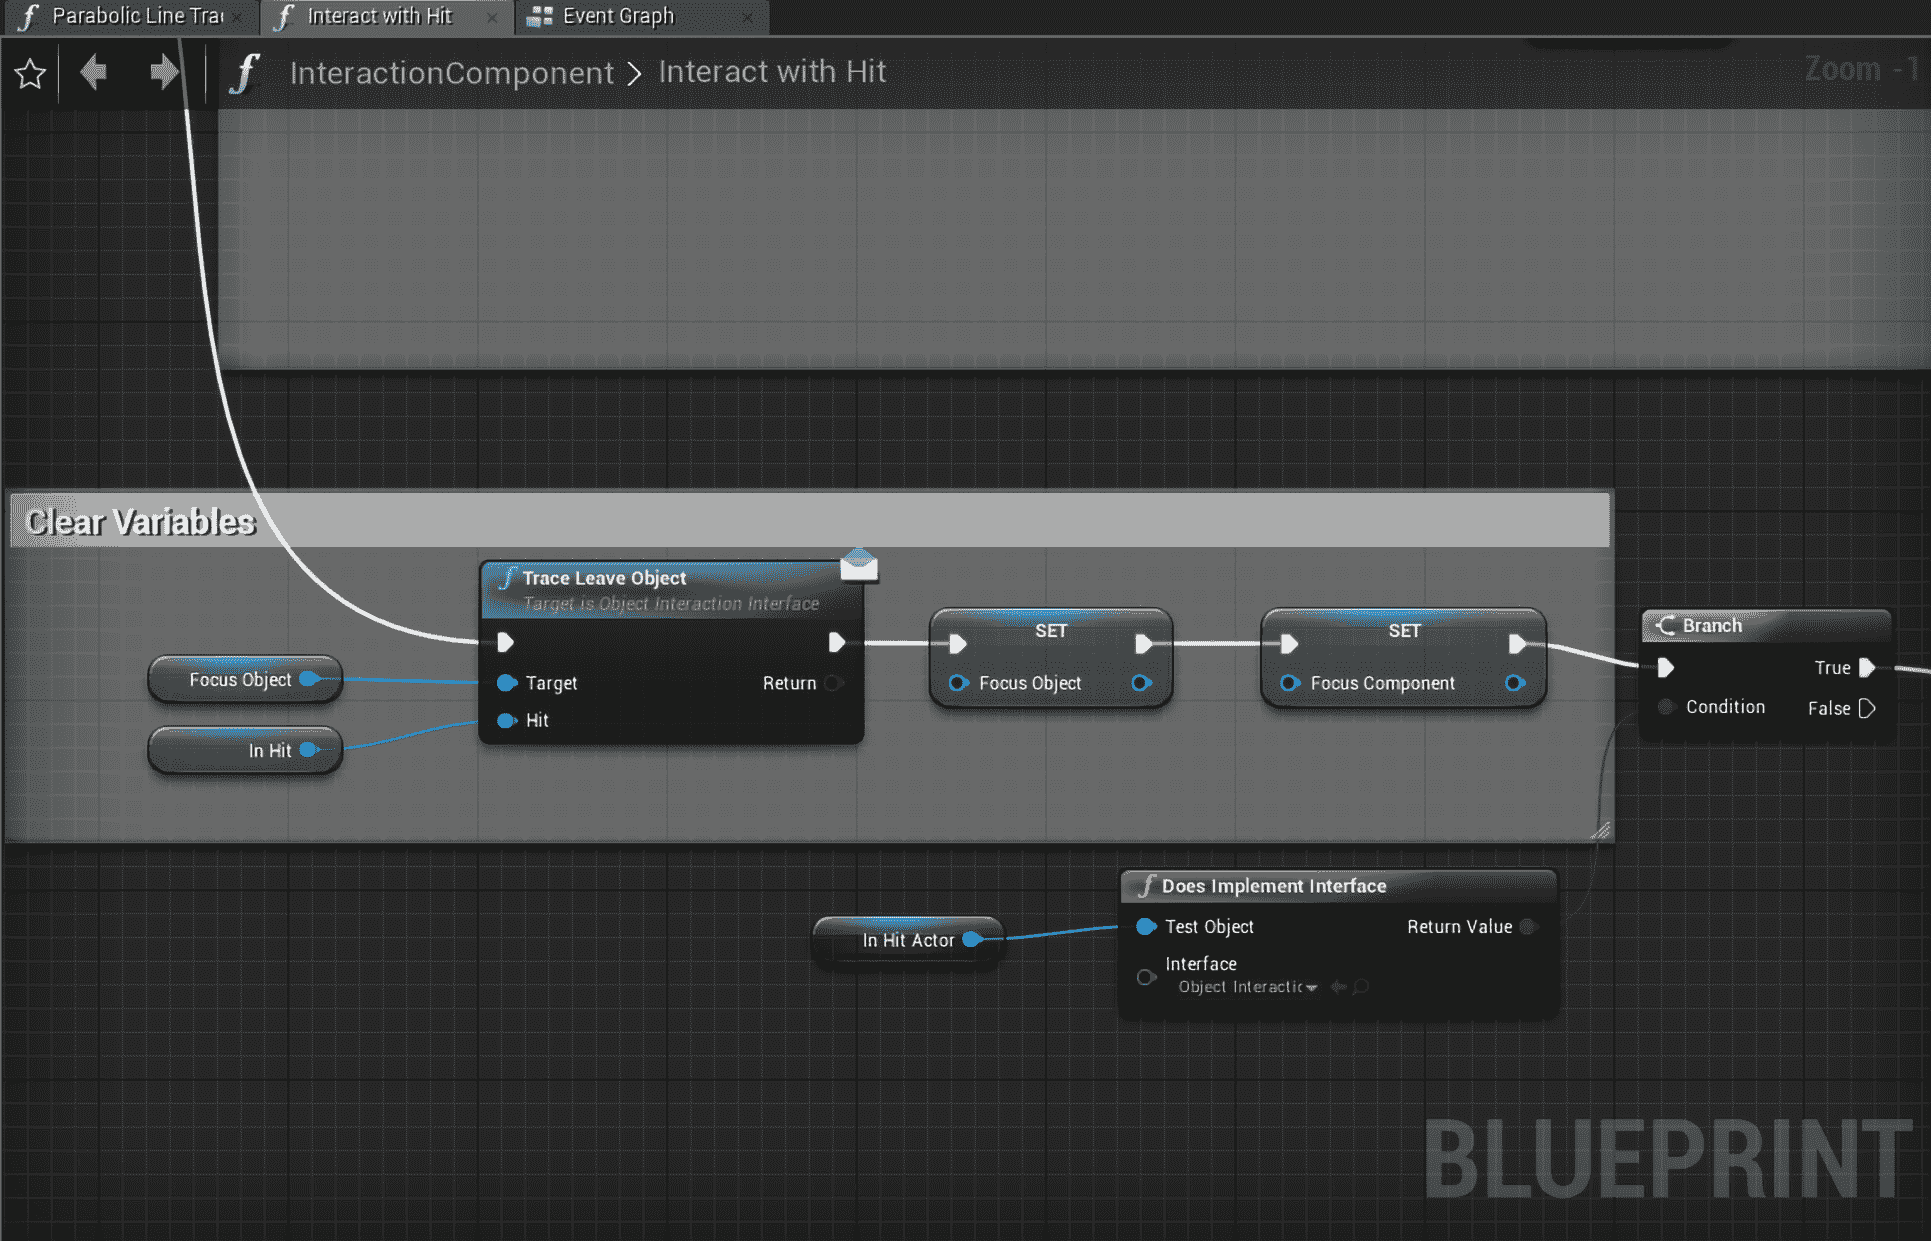 Parabolic Line Tra
Interact with Hit
Event Graph
InteractionComponent > Interact with Hit
Zoom -1
Clear Variables
Trace Leave Object
Target is Object Interaction Interface
Target
Return
Hit
Focus Object
In Hit
SET
Focus Object
SET
Focus Component
Branch
True
Condition
False
In Hit Actor
Does Implement Interface
Test Object
Return Value
Interface
Object Interactic
BLUEPRINT